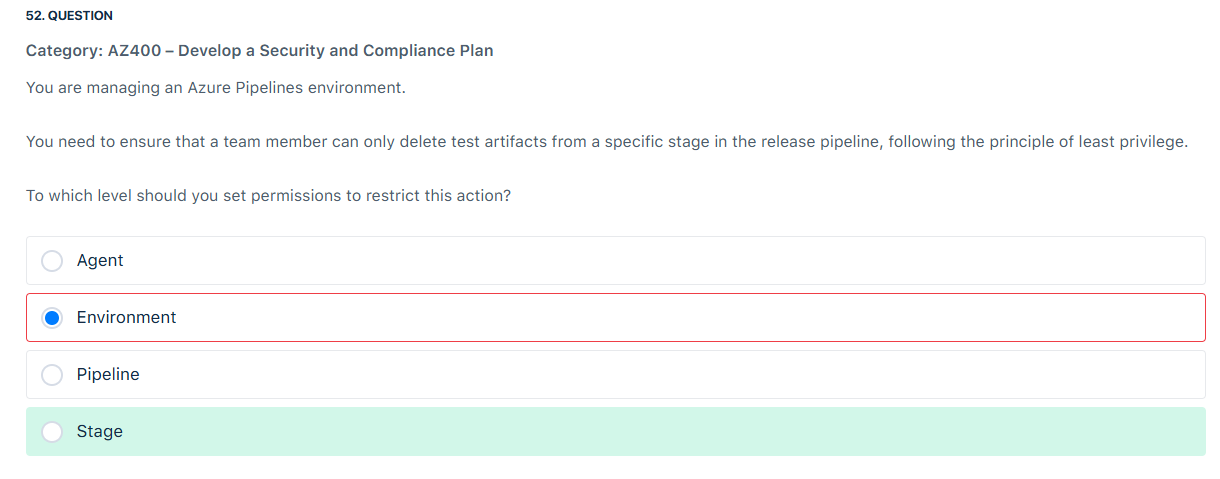 52. QUESTION
Category: AZ400 – Develop a Security and Compliance Plan
You are managing an Azure Pipelines environment.
You need to ensure that a team member can only delete test artifacts from a specific stage in the release pipeline, following the principle of least privilege.
To which level should you set permissions to restrict this action?
Agent
Environment
Pipeline
Stage